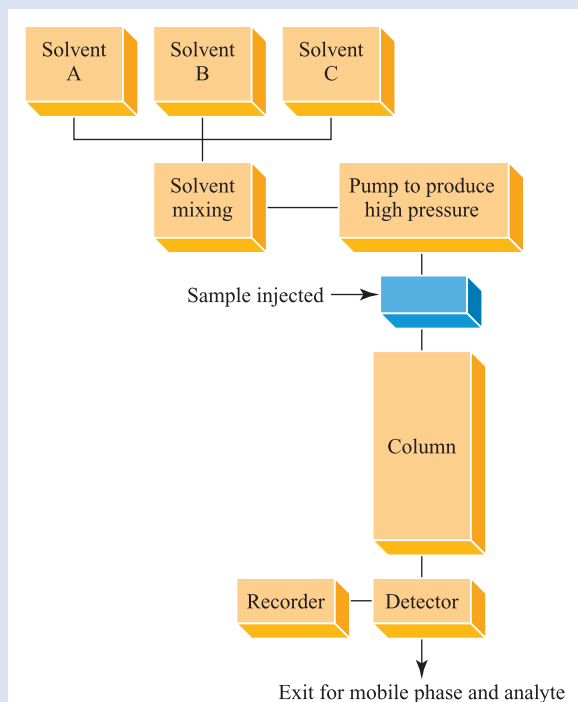 Solvent
A
Solvent
B
Solvent
C
Solvent
mixing
Pump to produce
high pressure
Sample injected
Column
Recorder
Detector
Exit for mobile phase and analyte